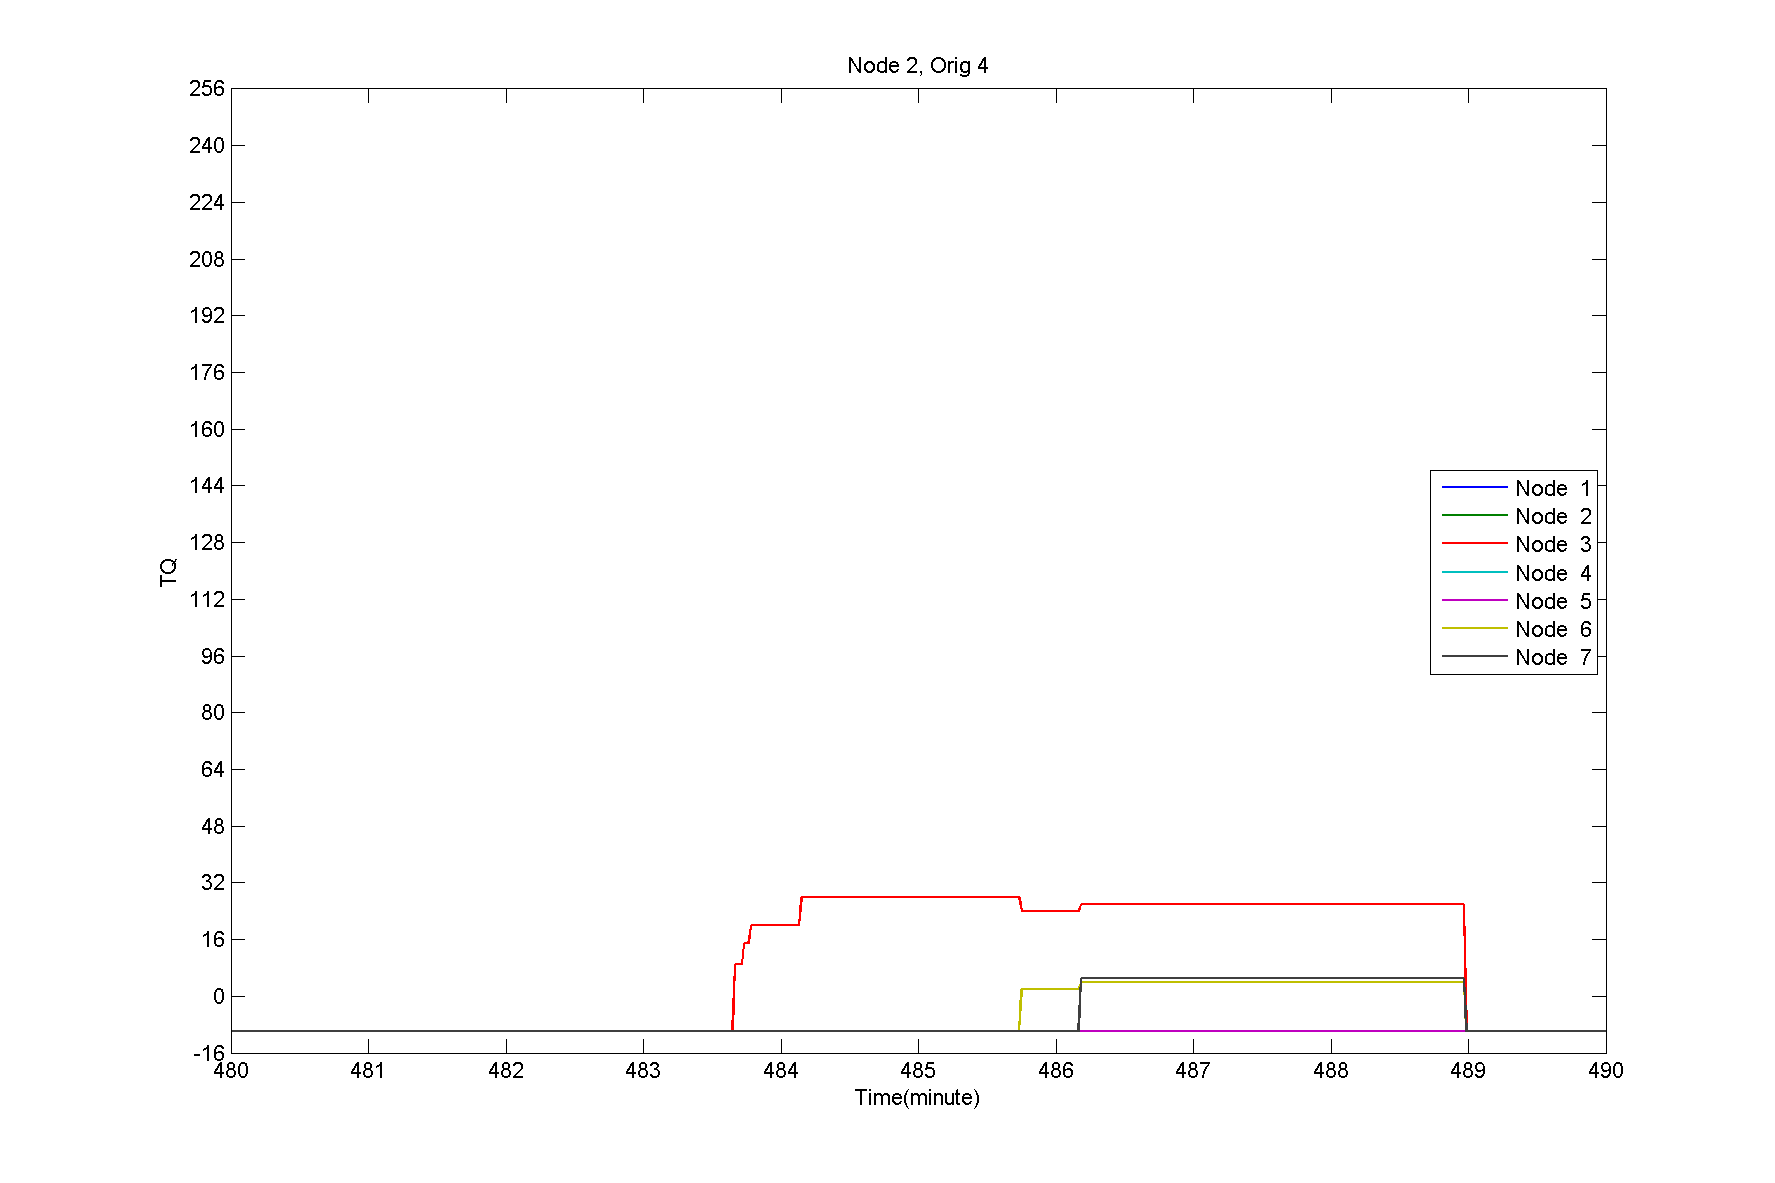 Node 2, Orig 4
256
240
224
208
192
176
160
144
128
112
96
80
64
48
32
16
0
-16
TQ
Node 1
Node 2
Node 3
Node 4
Node 5
Node 6
Node 7
480 481 482 483 484 485 486 487 488 489 490
Time(minute)